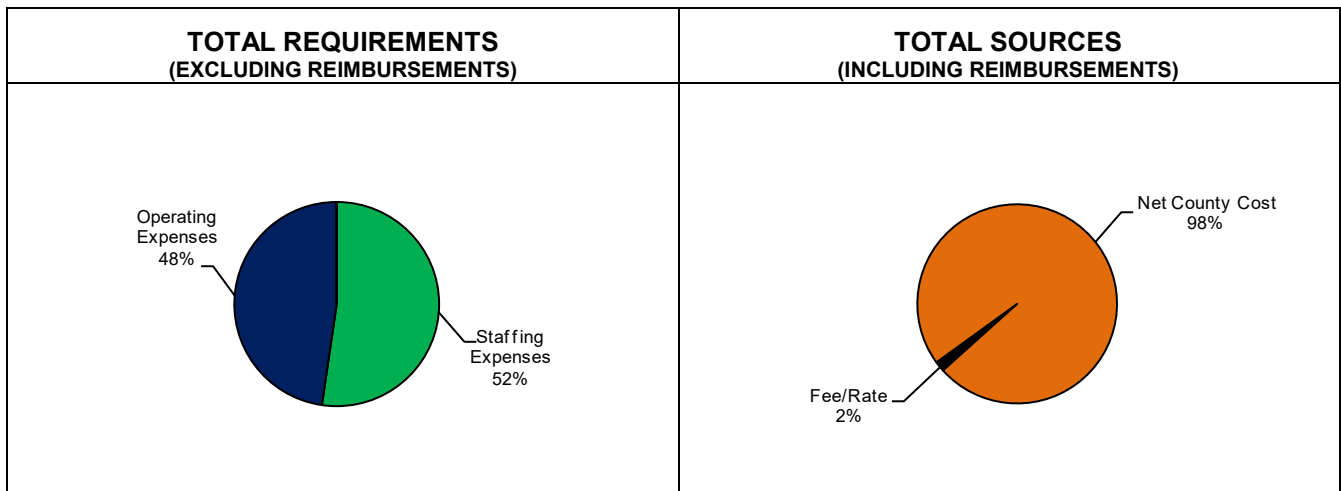 TOTAL REQUIREMENTS
(EXCLUDING REIMBURSEMENTS)
Operating
Expenses
48%
Staffing
Expenses
52%
TOTAL SOURCES
(INCLUDING REIMBURSEMENTS)
Net County Cost
98%
Fee/Rate
2%